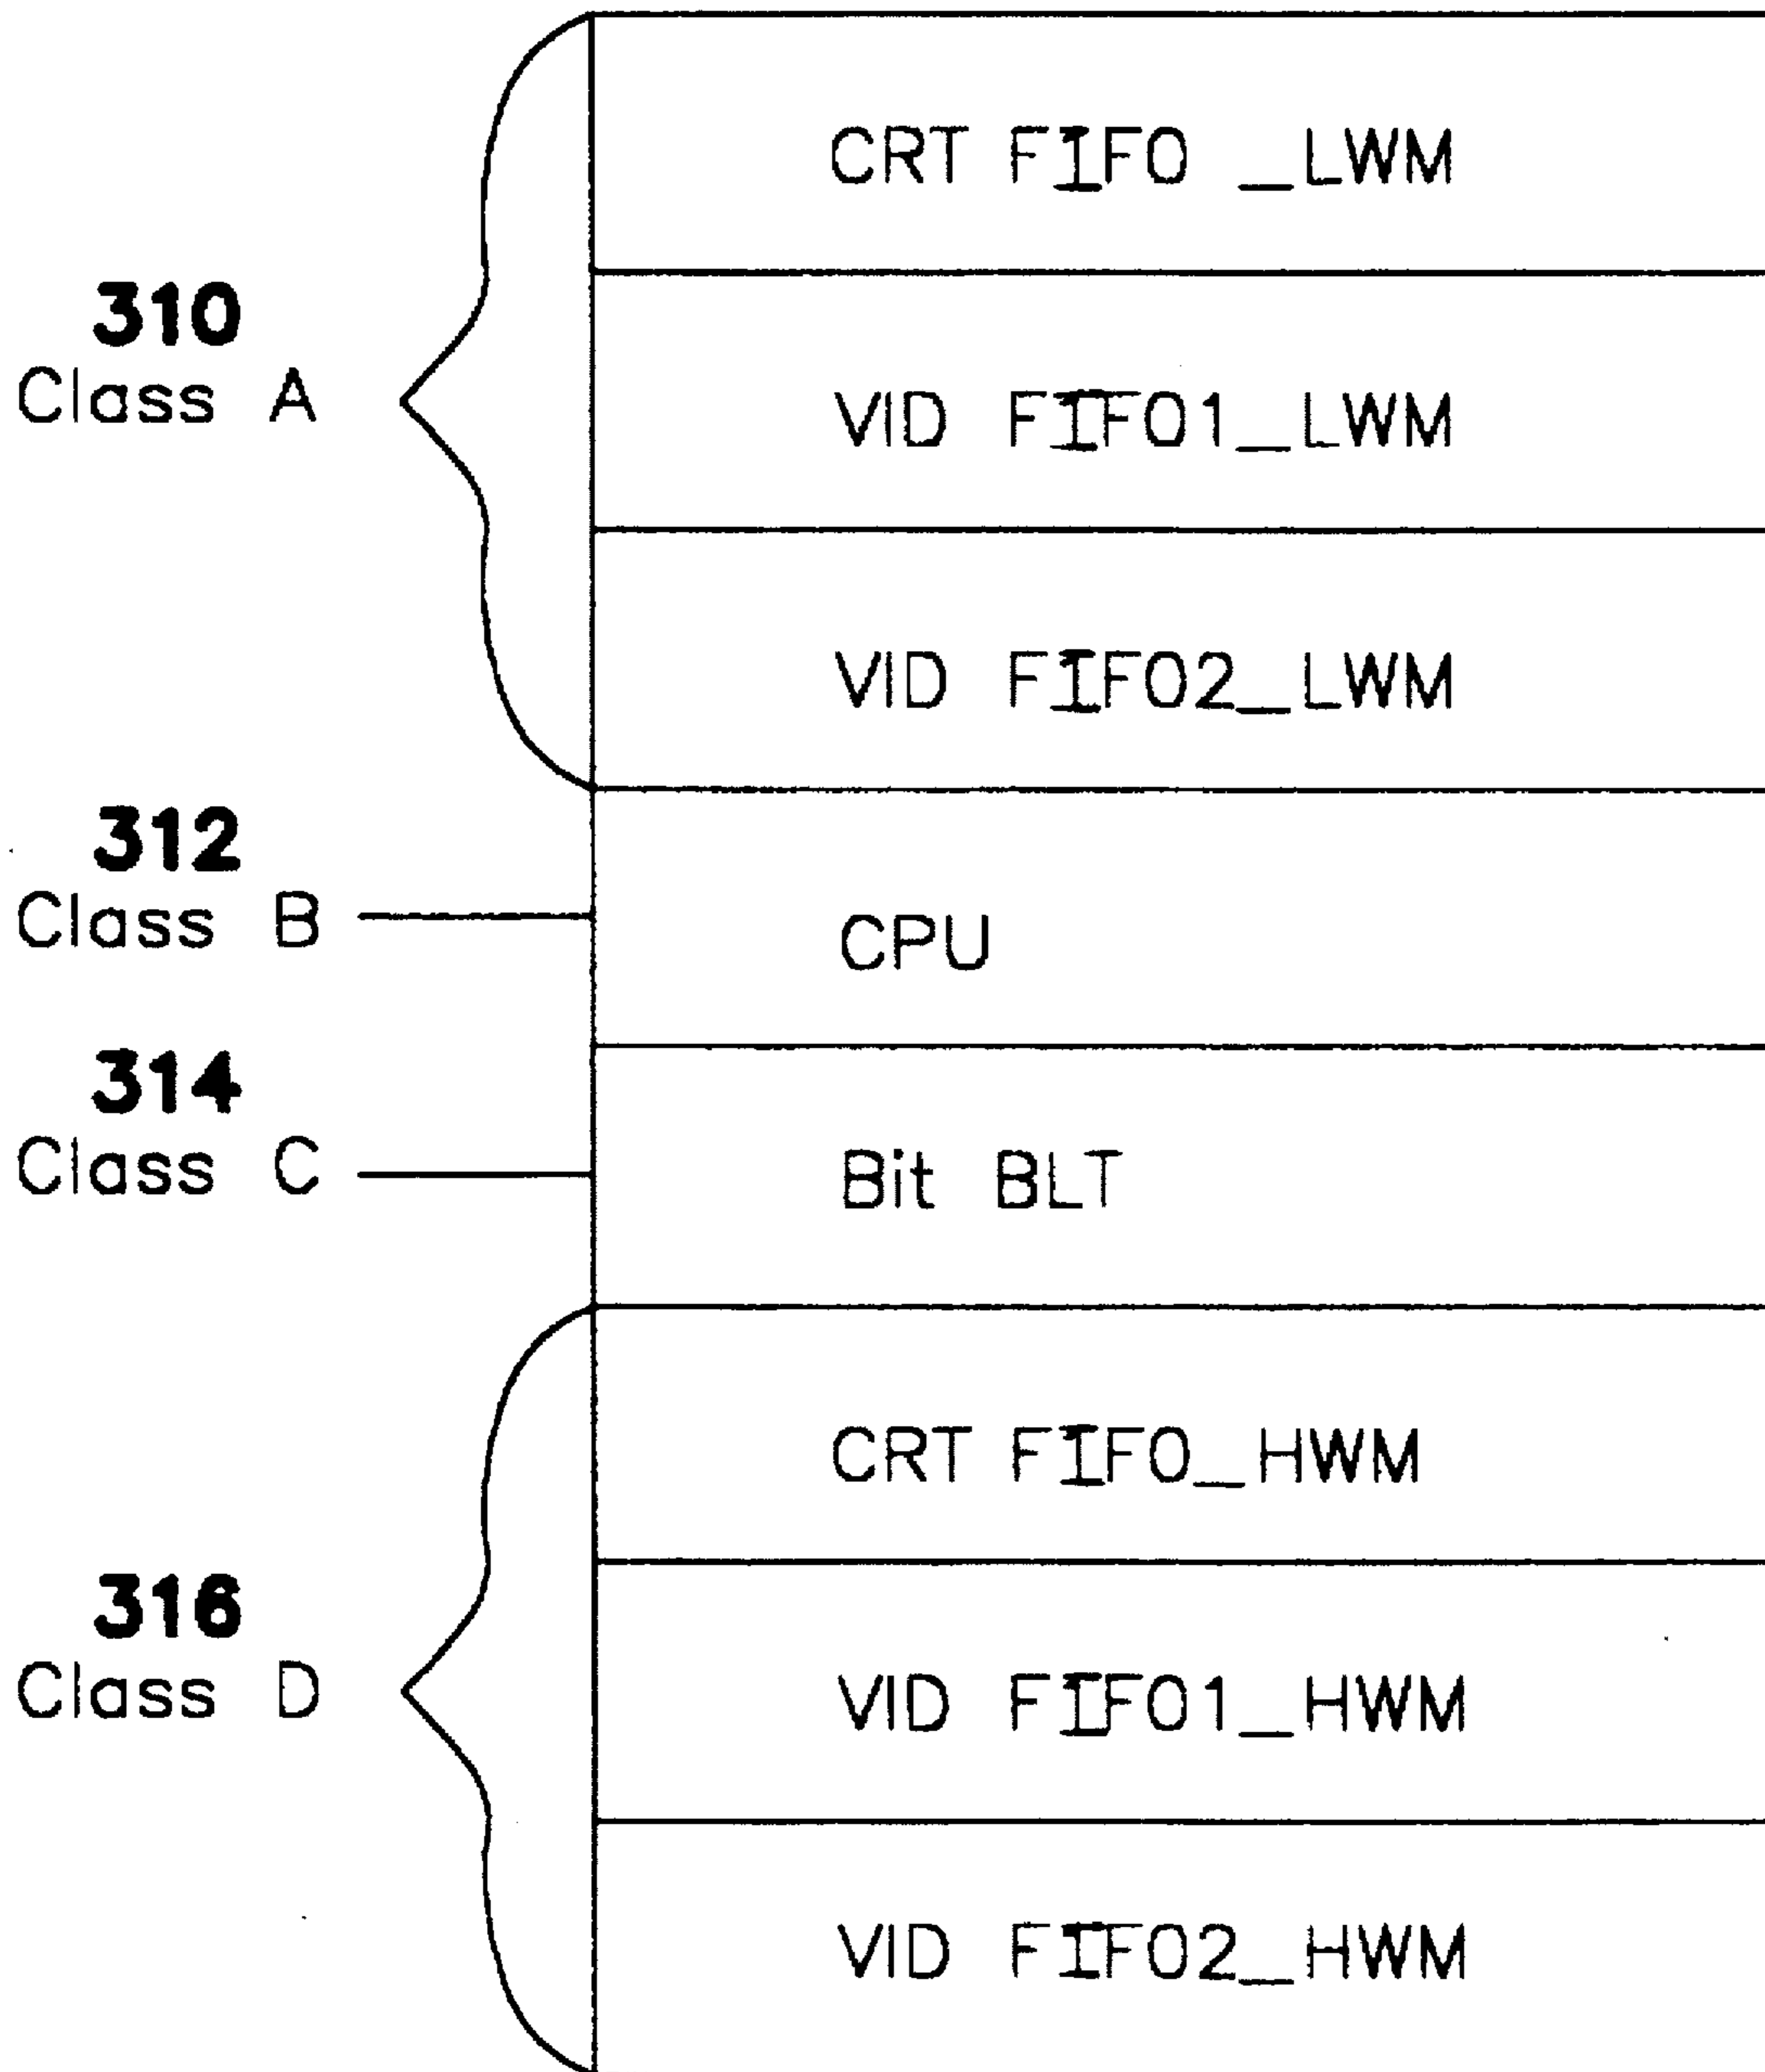 CRT FIFO _LWM
310
Class A
VID FIFO1_LWM
VID FIFO2_LWM
312
Class B
CPU
314
Class C
Bit BLT
CRT FIFO_HWM
316
Class D
VID FIFO1_HWM
VID FIFO2_HWM